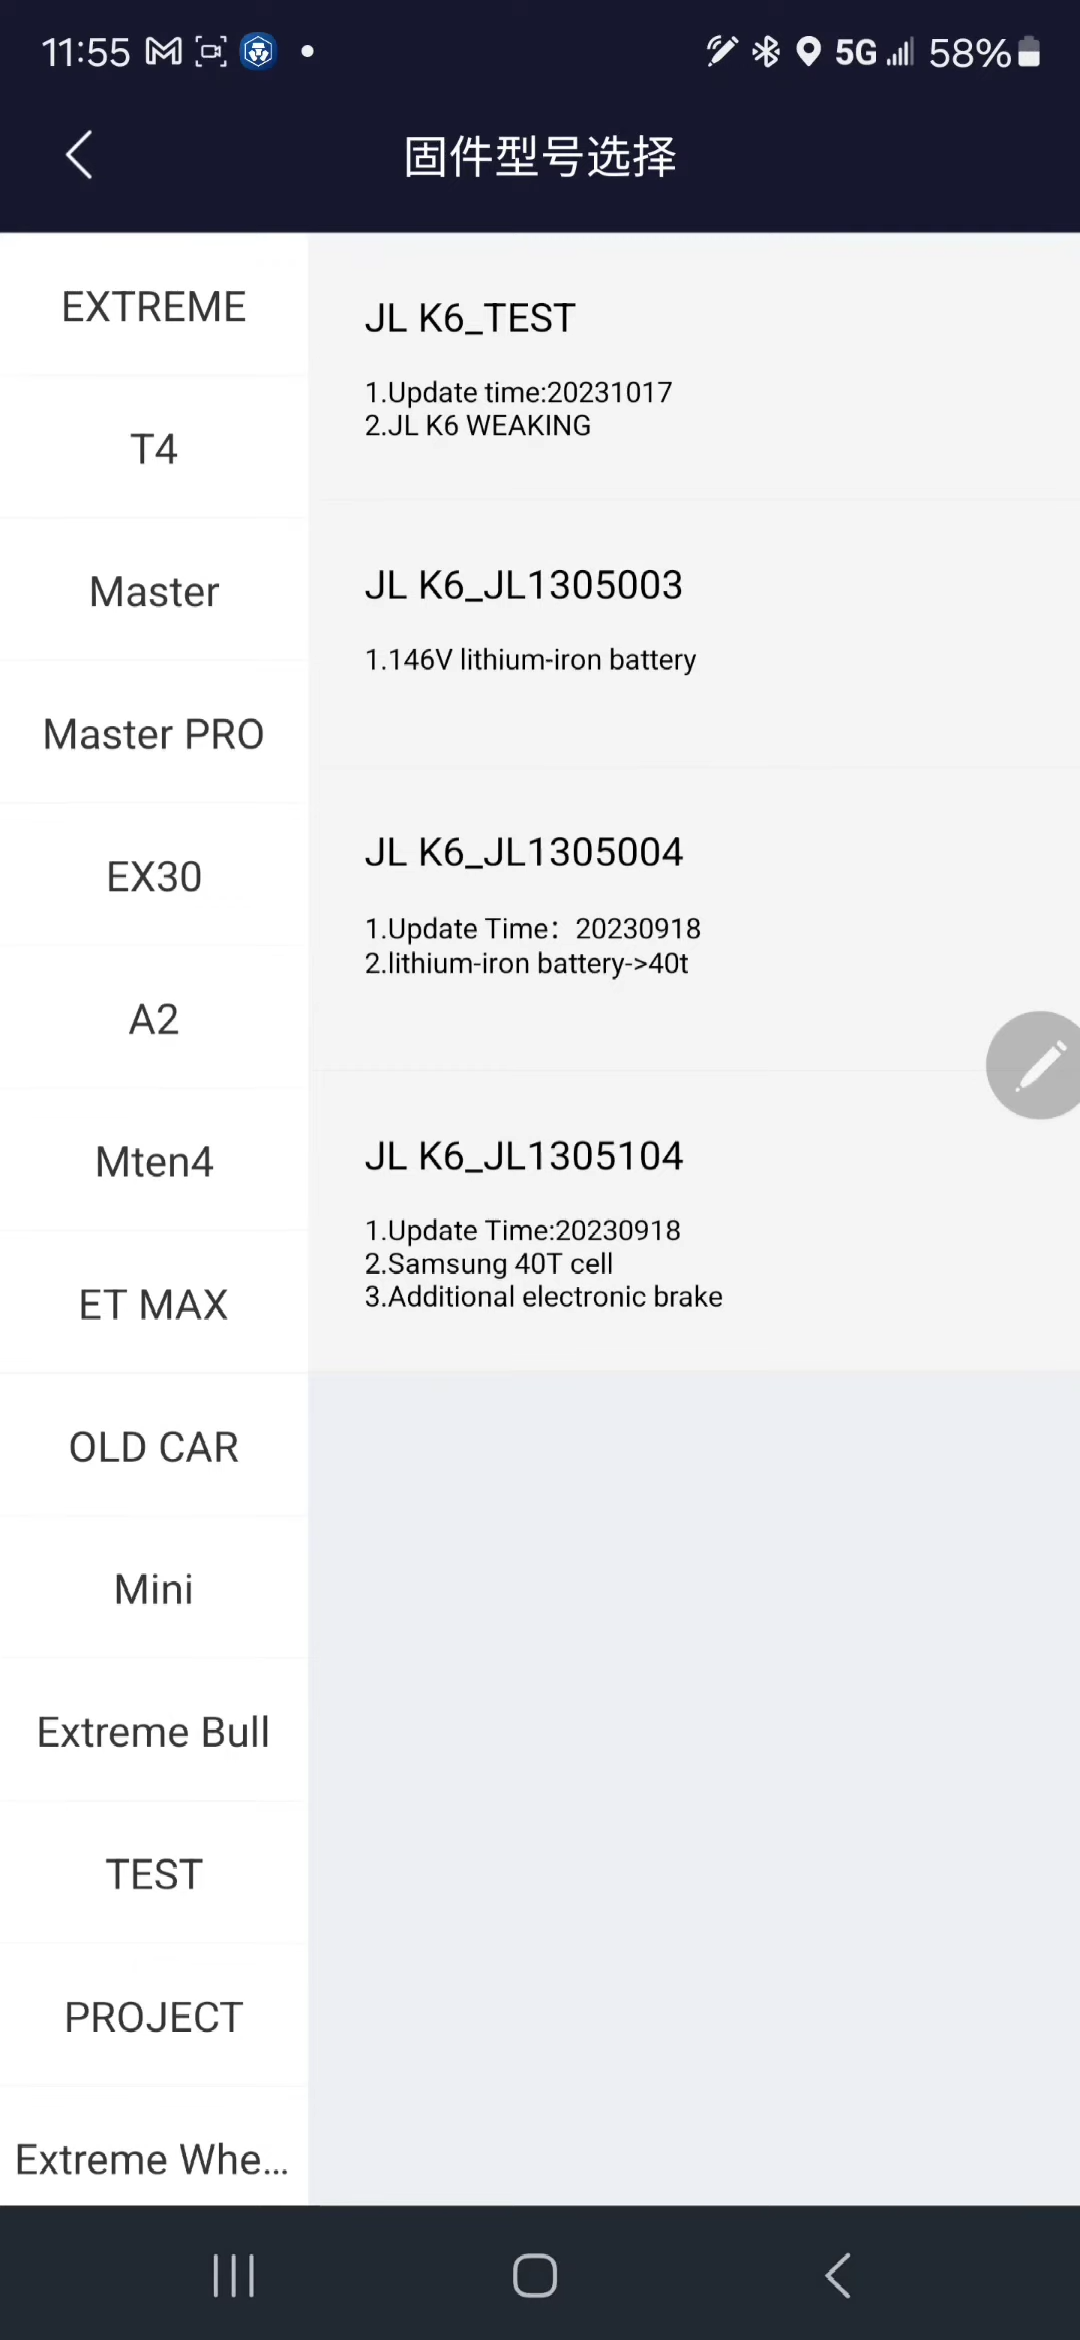 11:55
5G 58%
固件型号选择
EXTREME
T4
Master
Master PRO
EX30
A2
Mten4
ET MAX
OLD CAR
Mini
Extreme Bull
TEST
PROJECT
Extreme Whe...
JL K6_TEST
1.Update time:20231017
2.JL K6 WEAKING
JL K6_JL1305003
1.146V lithium-iron battery
JL K6_JL1305004
1.Update Time：20230918
2.lithium-iron battery->40t
JL K6_JL1305104
1.Update Time:20230918
2.Samsung 40T cell
3.Additional electronic brake